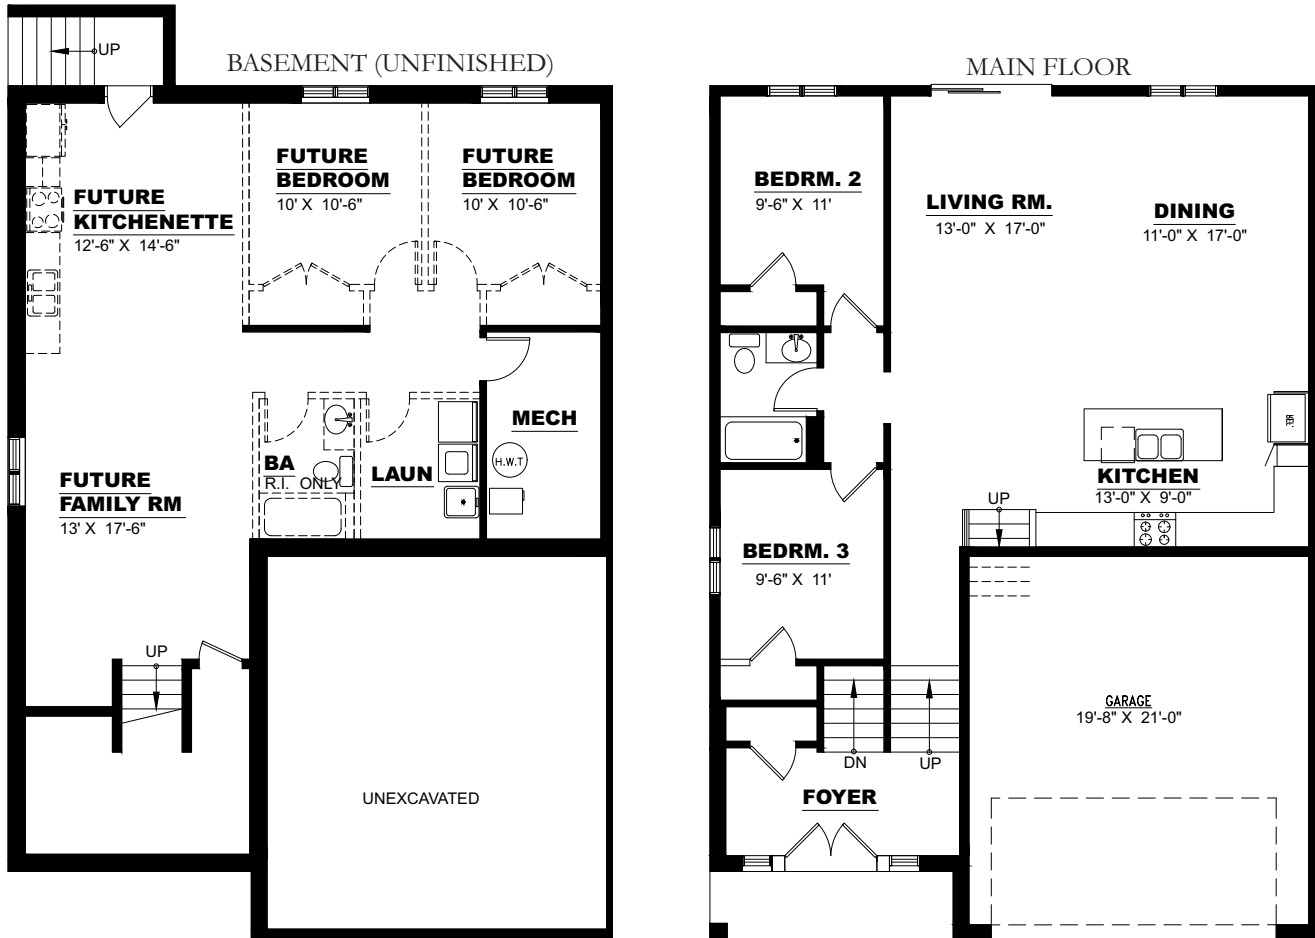 UP
BASEMENT (UNFINISHED)
FUTURE
KITCHENETTE
12'-6" X 14'-6"
FUTURE
BEDROOM
10' X 10'-6"
FUTURE
BEDROOM
10' X 10'-6"
MECH
H.W.T
BA
R.I. ONLY
LAUN
FUTURE
FAMILY RM
13' X 17'-6"
UP
UNEXCAVATED
MAIN FLOOR
BEDRM. 2
9'-6" X 11'
LIVING RM.
13'-0" X 17'-0"
DINING
11'-0" X 17'-0"
REF.
KITCHEN
13'-0" X 9'-0"
UP
BEDRM. 3
9'-6" X 11'
GARAGE
19'-8" X 21'-0"
DN
UP
FOYER